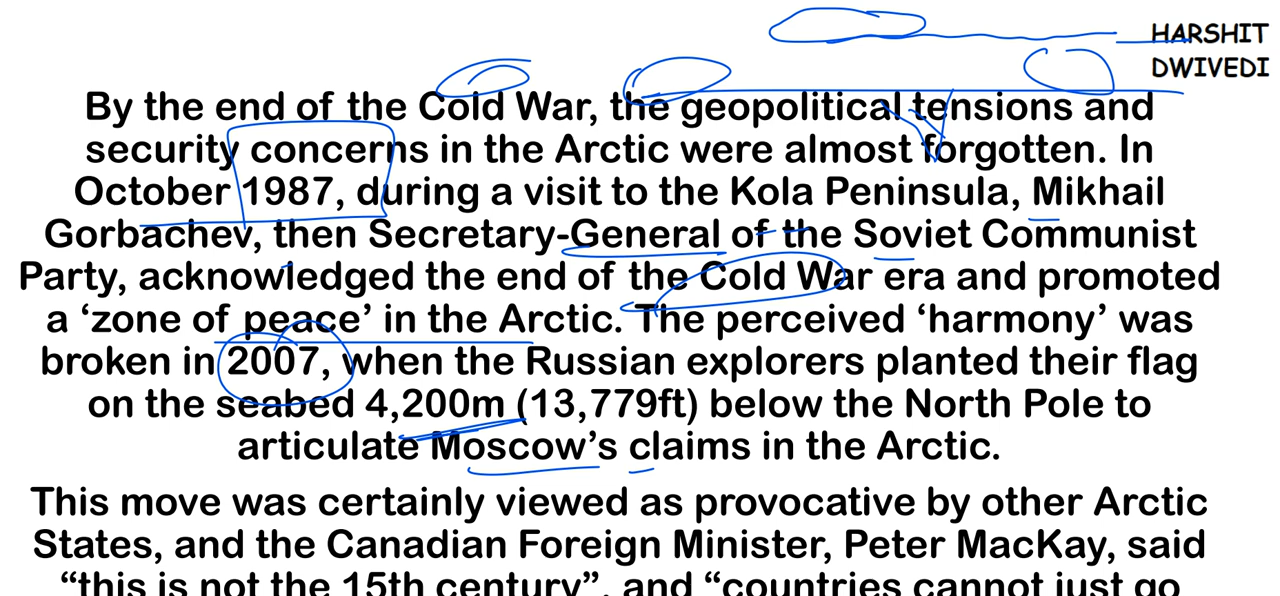 HARSHIT
DWIVEDI
By the end of the Cold War, the geopolitical tensions and
security concerns in the Arctic were almost forgotten. In
October 1987, during a visit to the Kola Peninsula, Mikhail
Gorbachev, then Secretary-General of the Soviet Communist
Party, acknowledged the end of the Cold War era and promoted
a ‘zone of peace’ in the Arctic. The perceived ‘harmony’ was
broken in 2007, when the Russian explorers planted their flag
on the seabed 4,200m (13,779ft) below the North Pole to
articulate Moscow’s claims in the Arctic.
This move was certainly viewed as provocative by other Arctic
States, and the Canadian Foreign Minister, Peter MacKay, said
“this is not the 15th century”, and “countries cannot just go